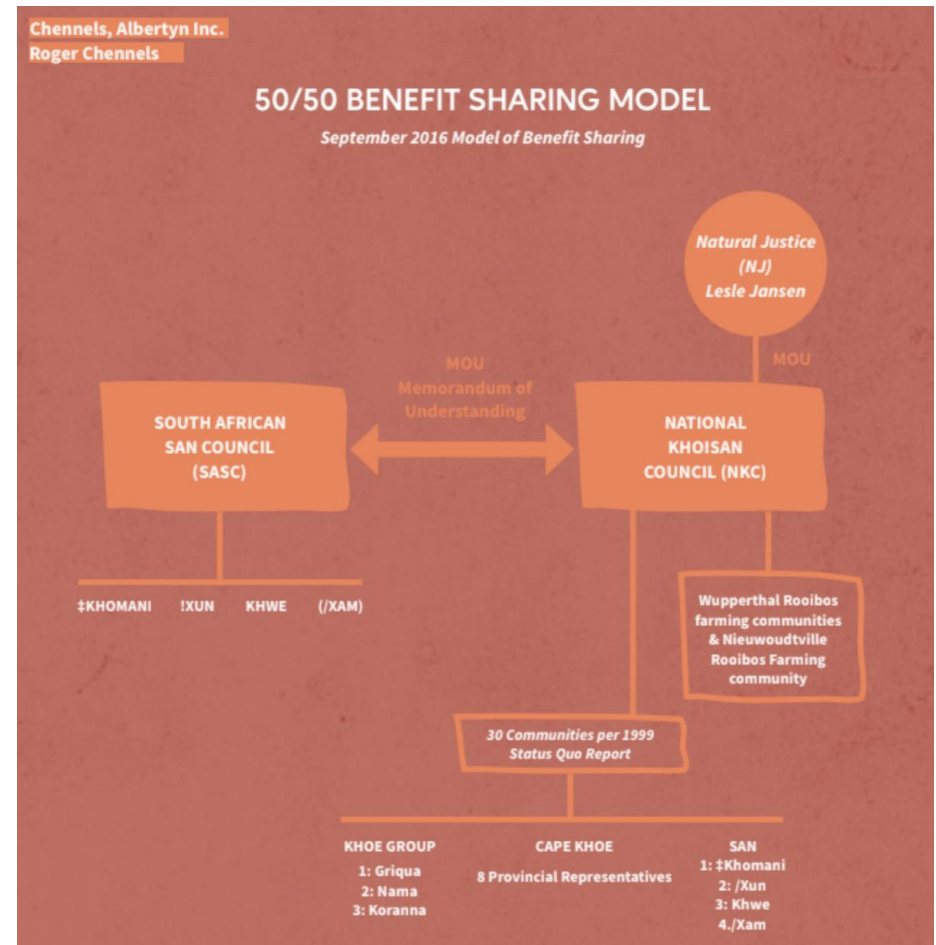 Chennels, Albertyn Inc.
Roger Chennels
50/50 BENEFIT SHARING MODEL
September 2016 Model of Benefit Sharing
Natural Justice
(NJ)
Lesle Jansen
MOU
MOU
Memorandum of
Understanding
SOUTH AFRICAN
SAN COUNCIL
(SASC)
NATIONAL
KHOISAN
COUNCIL (NKC)
‡KHOMANI !XUN KHWE (/XAM)
Wupperthal Rooibos
farming communities
& Nieuwoudtville
Rooibos Farming
community
30 Communities per 1999
Status Quo Report
KHOE GROUP
1: Griqua
2: Nama
3: Koranna
CAPE KHOE
8 Provincial Representatives
SAN
1: ‡Khomani
2: /Xun
3: Khwe
4./Xam